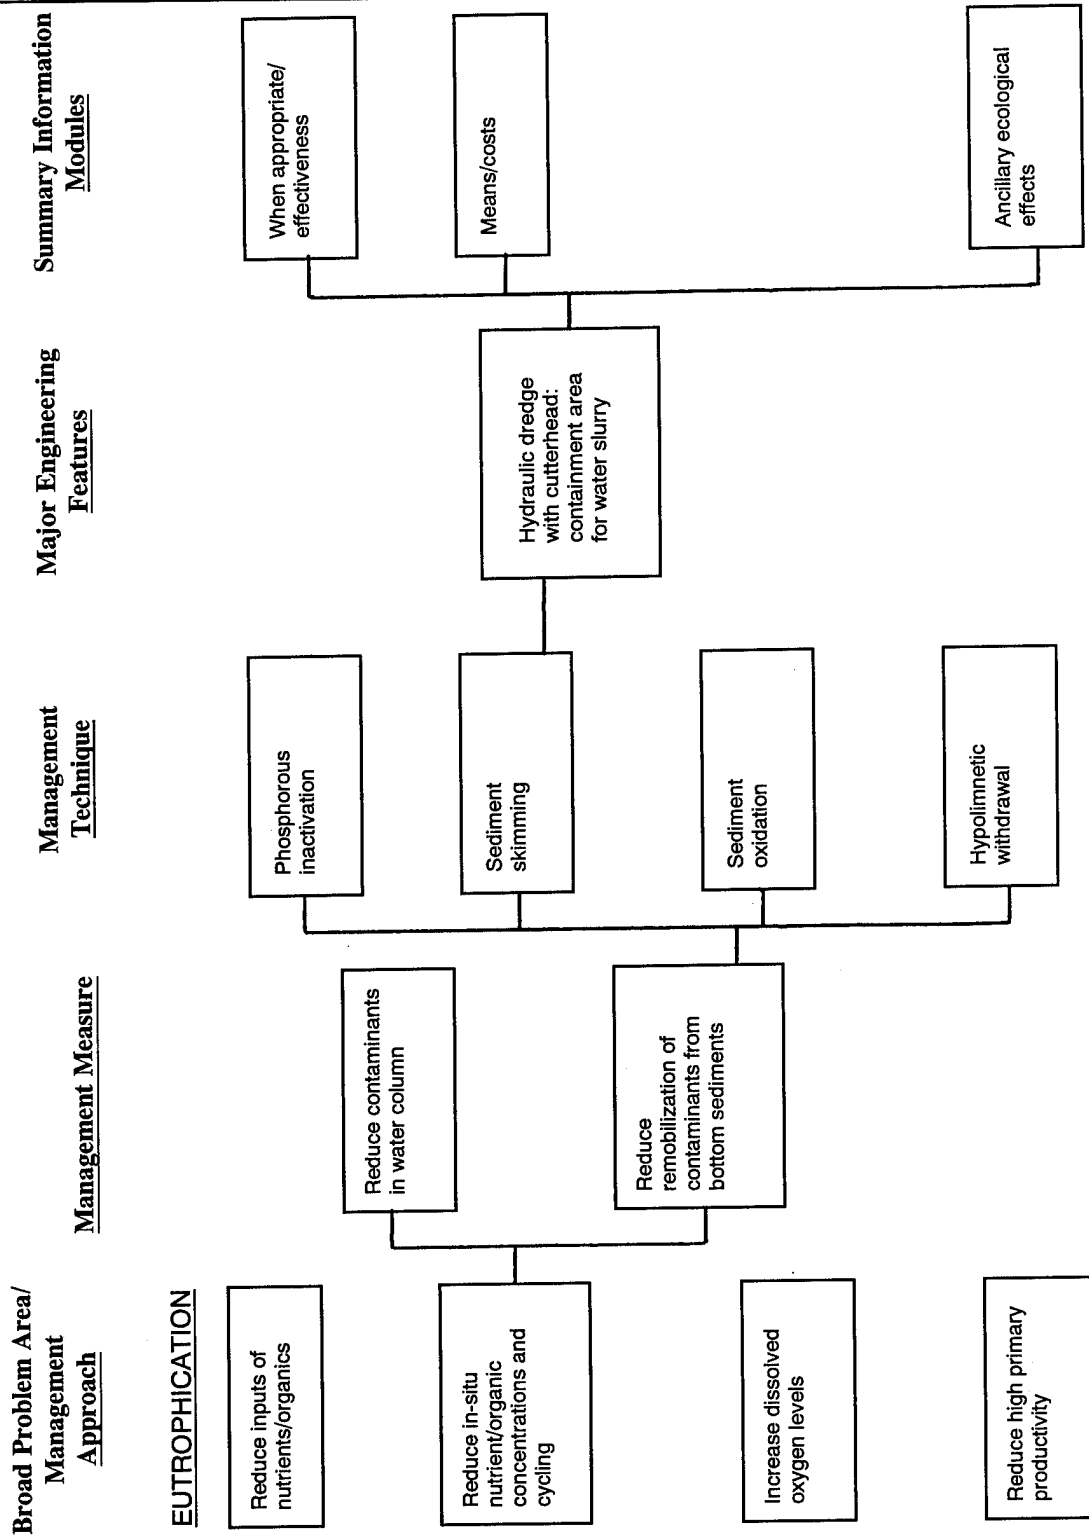 Broad Problem Area/
Management
Approach
Management Measure
Management
Technique
Major Engineering
Features
Summary Information
Modules
EUTROPHICATION
Reduce inputs of
nutrients/organics
Reduce in-situ
nutrient/organic
concentrations and
cycling
Increase dissolved
oxygen levels
Reduce high primary
productivity
Reduce contaminants
in water column
Reduce
remobilization of
contaminants from
bottom sediments
Phosphorous
inactivation
Sediment
skimming
Sediment
oxidation
Hypolimnetic
withdrawal
Hydraulic dredge
with cutterhead:
containment area
for water slurry
When appropriate/
effectiveness
Means/costs
Ancillary ecological
effects